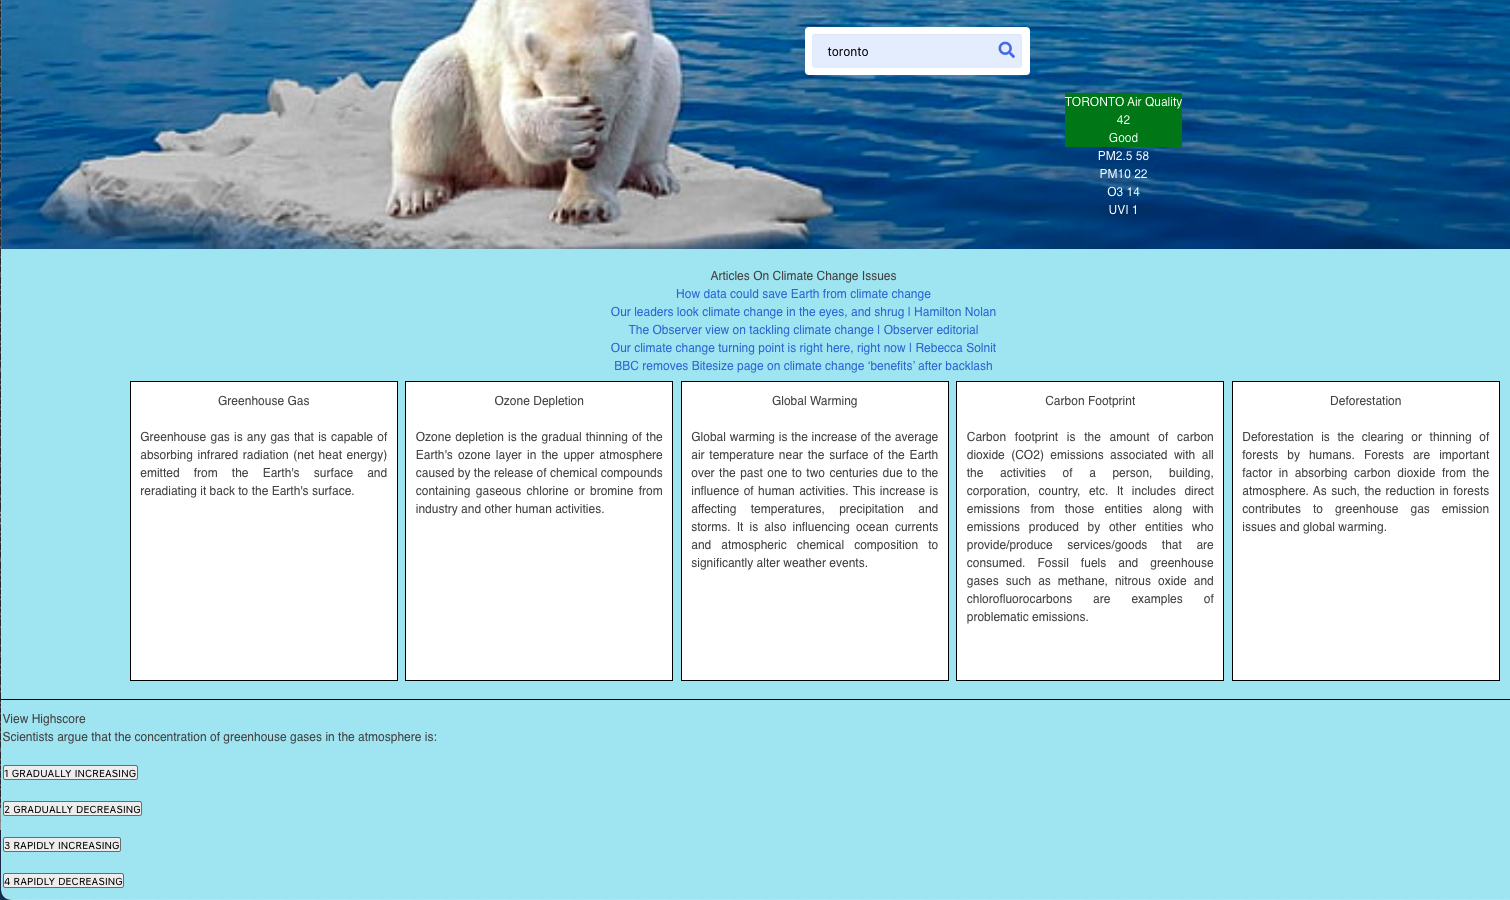 toronto
TORONTO Air Quality
42
Good
PM2.5 58
PM10 22
O3 14
UVI 1
Articles On Climate Change Issues
How data could save Earth from climate change
Our leaders look climate change in the eyes, and shrug | Hamilton Nolan
The Observer view on tackling climate change | Observer editorial
Our climate change turning point is right here, right now | Rebecca Solnit
BBC removes Bitesize page on climate change ‘benefits’ after backlash
Greenhouse Gas
Greenhouse gas is any gas that is capable of
absorbing infrared radiation (net heat energy)
emitted from the Earth's surface and
reradiating it back to the Earth's surface.
Ozone Depletion
Ozone depletion is the gradual thinning of the
Earth's ozone layer in the upper atmosphere
caused by the release of chemical compounds
containing gaseous chlorine or bromine from
industry and other human activities.
Global Warming
Global warming is the increase of the average
air temperature near the surface of the Earth
over the past one to two centuries due to the
influence of human activities. This increase is
affecting temperatures, precipitation and
storms. It is also influencing ocean currents
and atmospheric chemical composition to
significantly alter weather events.
Carbon Footprint
Carbon footprint is the amount of carbon
dioxide (CO2) emissions associated with all
the activities of a person, building,
corporation, country, etc. It includes direct
emissions from those entities along with
emissions produced by other entities who
provide/produce services/goods that are
consumed. Fossil fuels and greenhouse
gases such as methane, nitrous oxide and
chlorofluorocarbons are examples of
problematic emissions.
Deforestation
Deforestation is the clearing or thinning of
forests by humans. Forests are important
factor in absorbing carbon dioxide from the
atmosphere. As such, the reduction in forests
contributes to greenhouse gas emission
issues and global warming.
View Highscore
Scientists argue that the concentration of greenhouse gases in the atmosphere is:
1 GRADUALLY INCREASING
2 GRADUALLY DECREASING
3 RAPIDLY INCREASING
4 RAPIDLY DECREASING